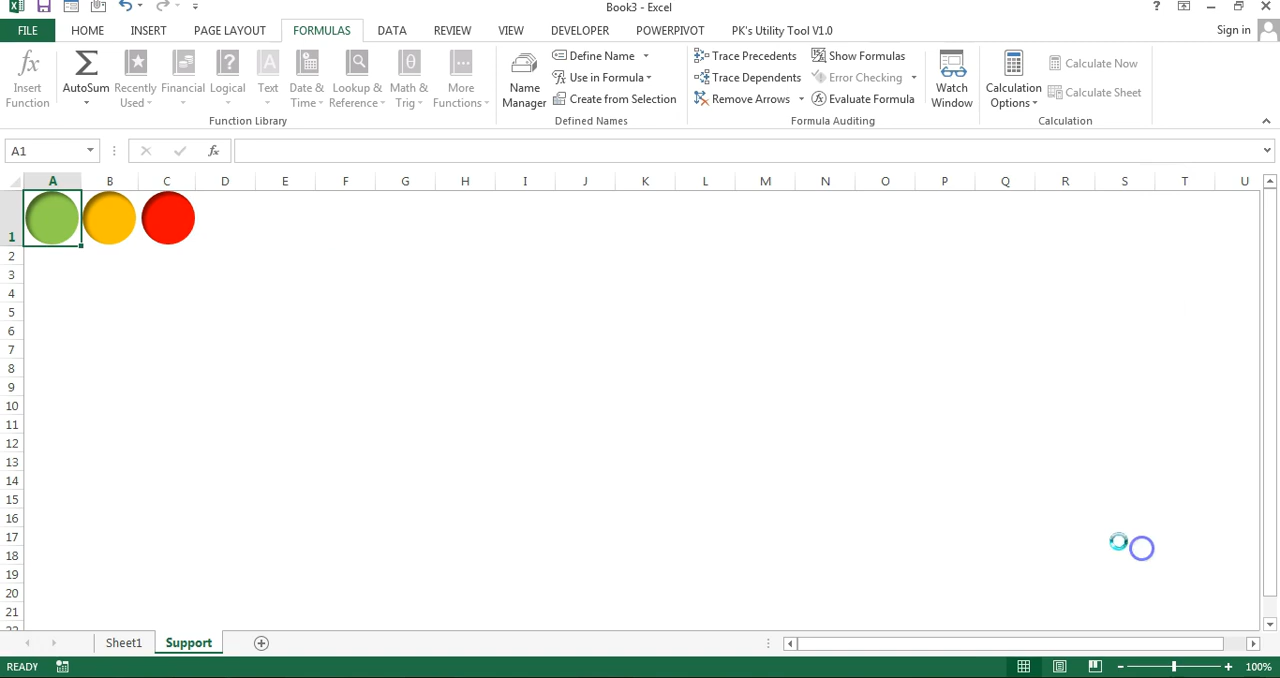 Book3 - Excel
?
FILE HOME INSERT PAGE LAYOUT FORMULAS DATA REVIEW VIEW DEVELOPER POWERPIVOT PK's Utility Tool V1.0 Sign in
Insert Function
AutoSum
Recently Used
Financial
Logical
Text
Date & Time
Lookup & Reference
Math & Trig
More Functions
Function Library
Name Manager
Define Name
Use in Formula
Create from Selection
Defined Names
Trace Precedents
Trace Dependents
Remove Arrows
Show Formulas
Error Checking
Evaluate Formula
Formula Auditing
Watch Window
Calculation Options
Calculate Now
Calculate Sheet
Calculation
A1 fx
A B C D E F G H I J K L M N O P Q R S T U
1
2
3
4
5
6
7
8
9
10
11
12
13
14
15
16
17
18
19
20
21
22
Sheet1 Support
READY 100%